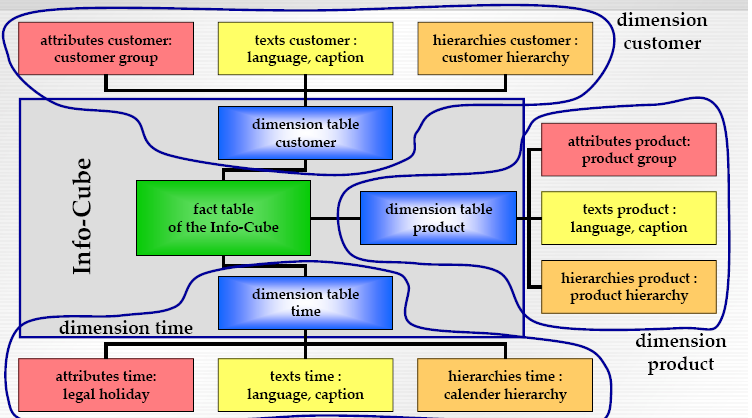 dimension
customer
attributes customer:
customer group
texts customer :
language, caption
hierarchies customer :
customer hierarchy
dimension table
customer
attributes product:
product group
Info-Cube
fact table
of the Info-Cube
dimension table
product
texts product :
language, caption
hierarchies product :
product hierarchy
dimension table
time
dimension time
dimension
product
attributes time:
legal holiday
texts time :
language, caption
hierarchies time :
calender hierarchy